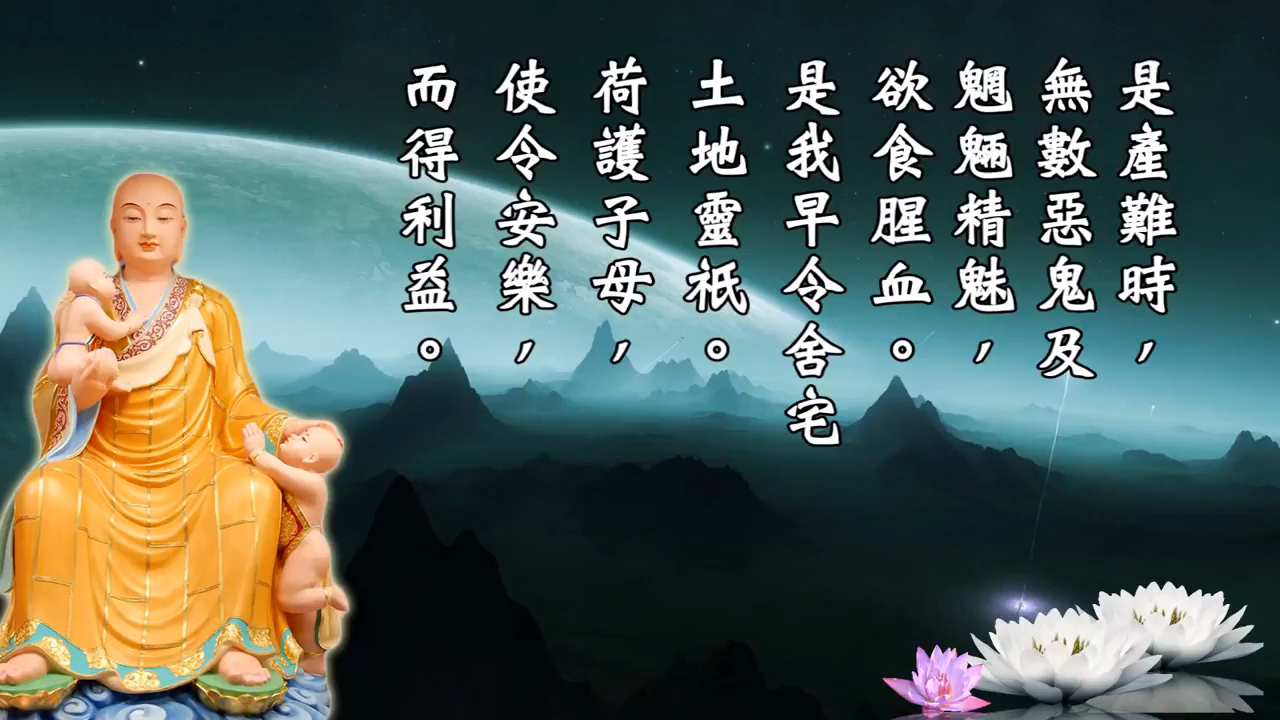 是產難時，
無數惡鬼及
魍魎精魅，
欲食腥血。
是我早令舍宅
土地靈祇。
荷護子母，
使令安樂，
而得利益。